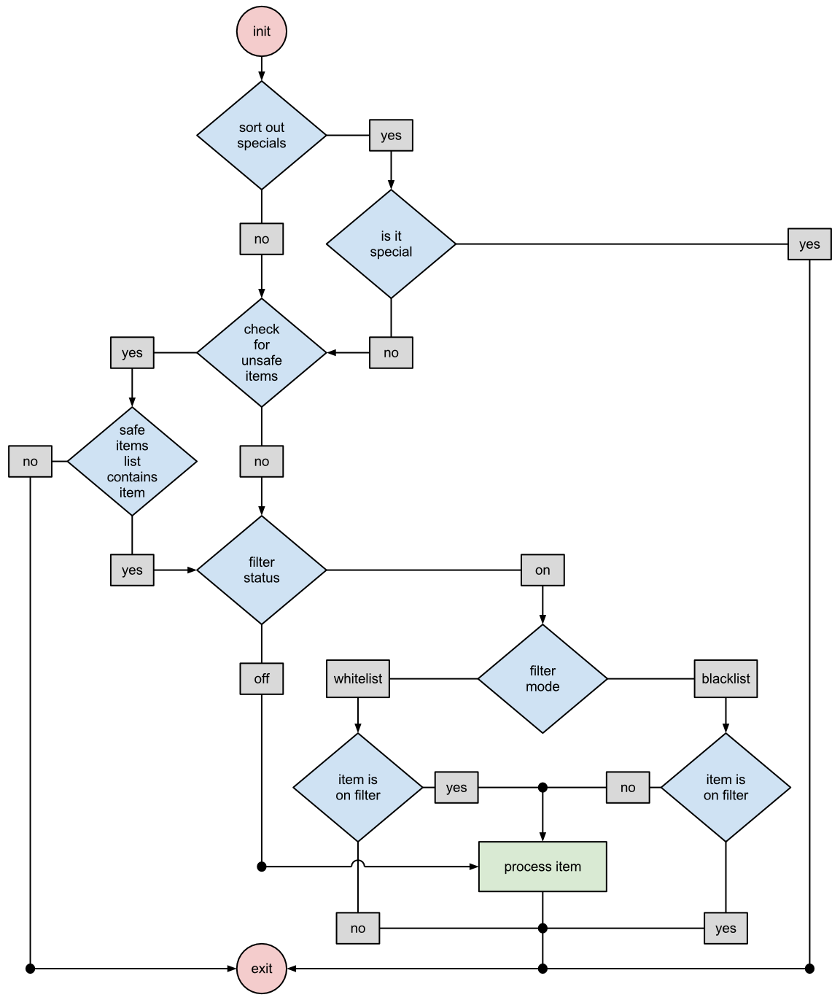 init
sort out
specials
yes
is it
special
yes
no
check
for
unsafe
items
yes
no
safe
items
list
contains
item
no
no
yes
filter
status
on
off
whitelist
filter
mode
blacklist
item is
on filter
yes
no
item is
on filter
process item
no
yes
exit